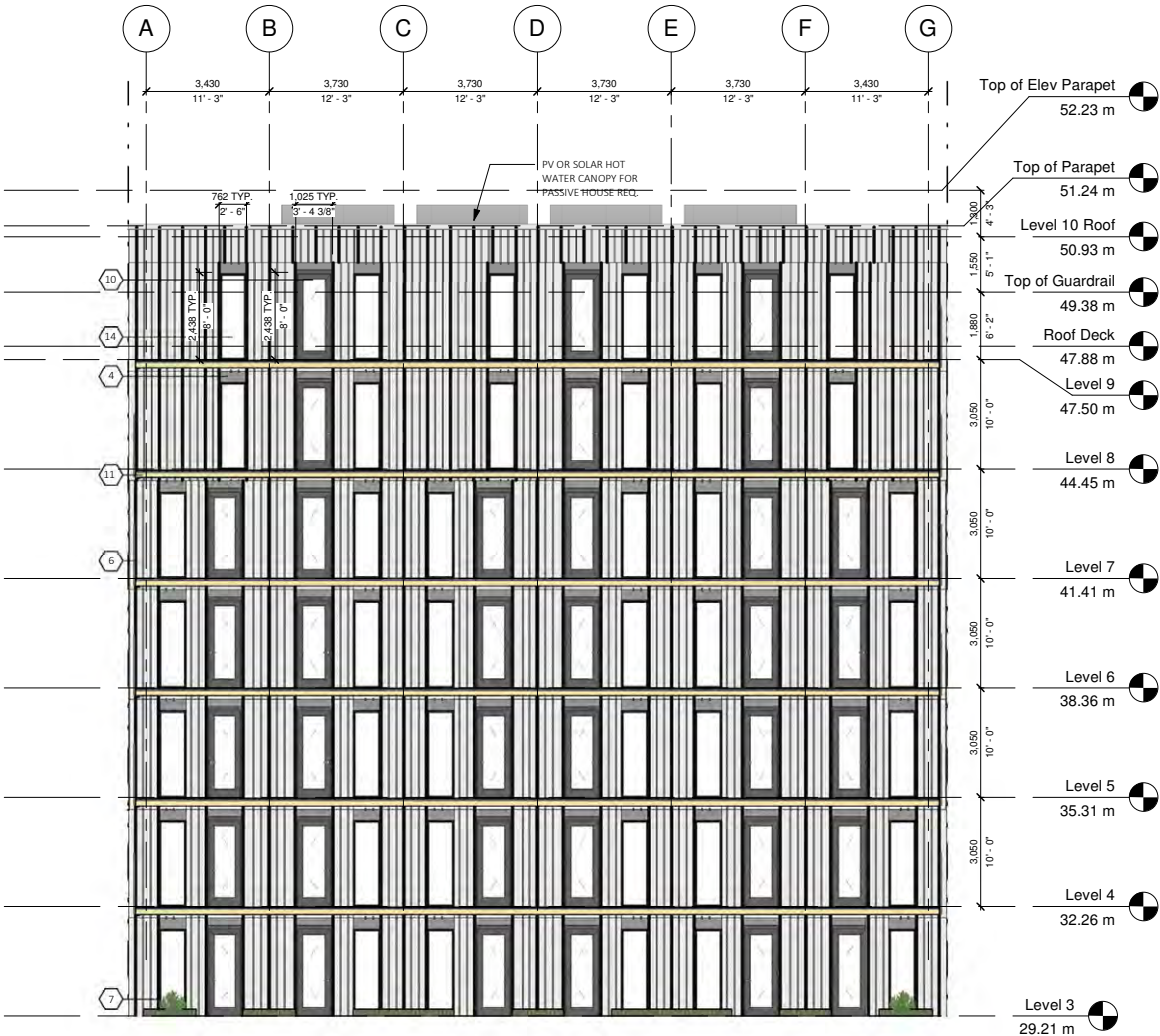 A B C D E F G
3,430 3,730 3,730 3,730 3,730 3,430
11' - 3" 12' - 3" 12' - 3" 12' - 3" 12' - 3" 11' - 3"
Top of Elev Parapet
52.23 m
PV OR SOLAR HOT
WATER CANOPY FOR
PASSIVE HOUSE REQ.
Top of Parapet
51.24 m
762 TYP. 1,025 TYP.
2' - 6" 3' - 4 3/8"
1,300
4' - 3"
Level 10 Roof
50.93 m
1,550
5' - 1"
10
Top of Guardrail
49.38 m
2,438 TYP.
8' - 0"
2,438 TYP.
8' - 0"
1,880
6' - 2"
14
Roof Deck
47.88 m
4
Level 9
47.50 m
3,050
10' - 0"
Level 8
44.45 m
11
3,050
10' - 0"
6
Level 7
41.41 m
3,050
10' - 0"
Level 6
38.36 m
3,050
10' - 0"
Level 5
35.31 m
3,050
10' - 0"
Level 4
32.26 m
7
Level 3
29.21 m